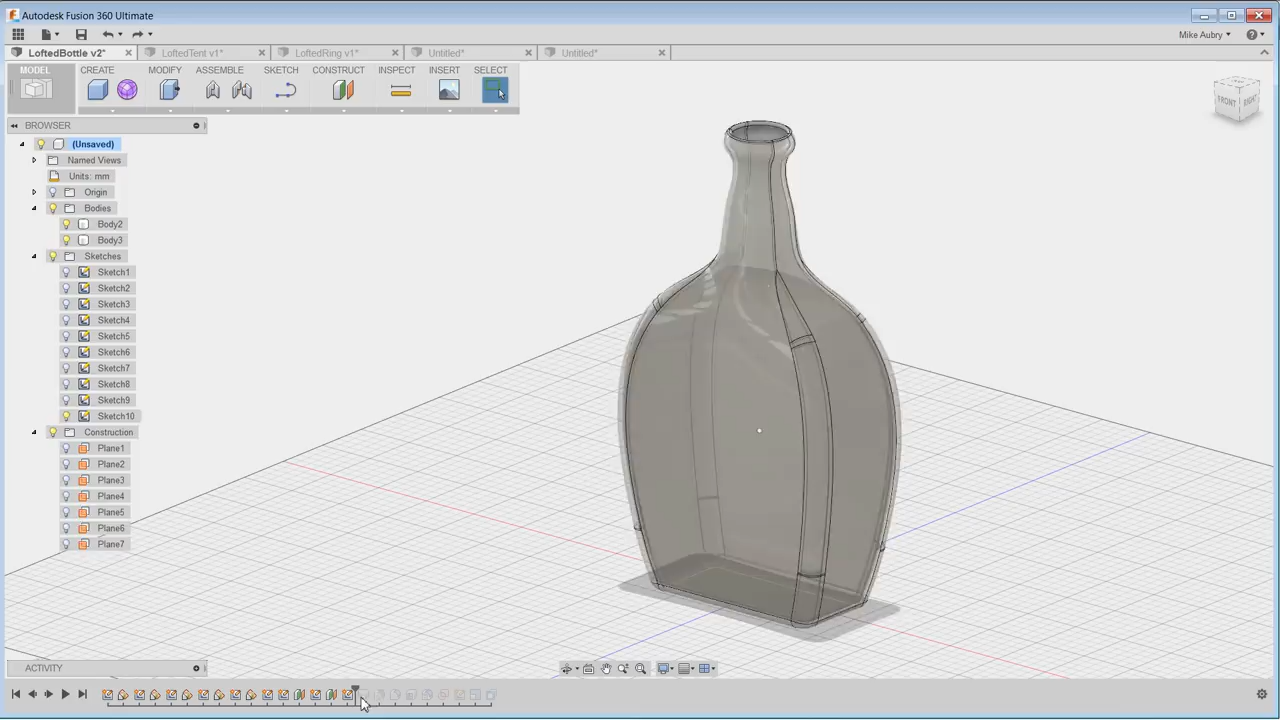 Autodesk Fusion 360 Ultimate
Mike Aubry
LoftedBottle v2*
LoftedTent v1*
LoftedRing v1*
Untitled*
Untitled*
MODEL
CREATE
MODIFY
ASSEMBLE
SKETCH
CONSTRUCT
INSPECT
INSERT
SELECT
FRONT
RIGHT
BROWSER
(Unsaved)
Named Views
Units: mm
Origin
Bodies
Body2
Body3
Sketches
Sketch1
Sketch2
Sketch3
Sketch4
Sketch5
Sketch6
Sketch7
Sketch8
Sketch9
Sketch10
Construction
Plane1
Plane2
Plane3
Plane4
Plane5
Plane6
Plane7
ACTIVITY